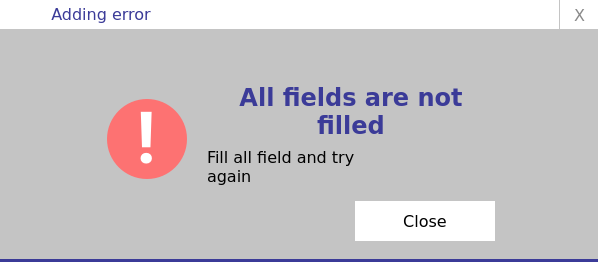 Adding error
X
All fields are not
filled
Fill all field and try
again
Close